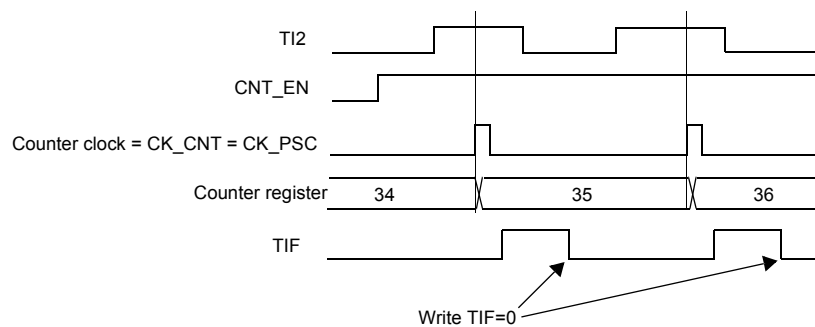 TI2
CNT_EN
Counter clock = CK_CNT = CK_PSC
Counter register 34 35 36
TIF
Write TIF=0